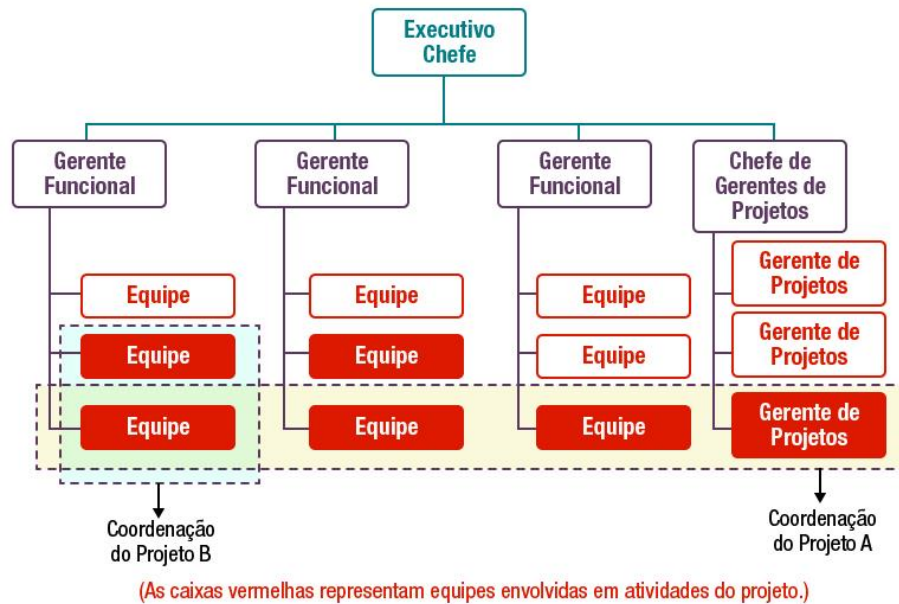 Executivo
Chefe
Gerente
Funcional
Gerente
Funcional
Gerente
Funcional
Chefe de
Gerentes de
Projetos
Equipe
Equipe
Equipe
Gerente de
Projetos
Equipe
Equipe
Equipe
Gerente de
Projetos
Equipe
Equipe
Equipe
Gerente de
Projetos
Coordenação
do Projeto B
Coordenação
do Projeto A
(As caixas vermelhas representam equipes envolvidas em atividades do projeto.)